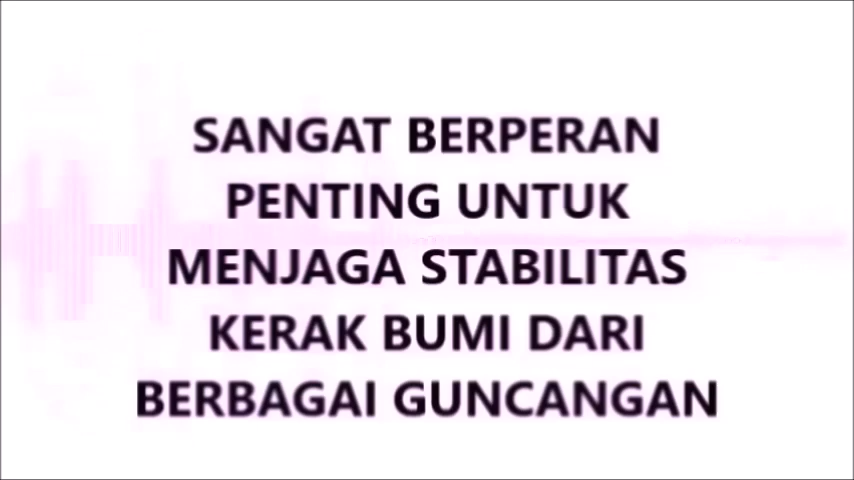 SANGAT BERPERAN
PENTING UNTUK
MENJAGA STABILITAS
KERAK BUMI DARI
BERBAGAI GUNCANGAN